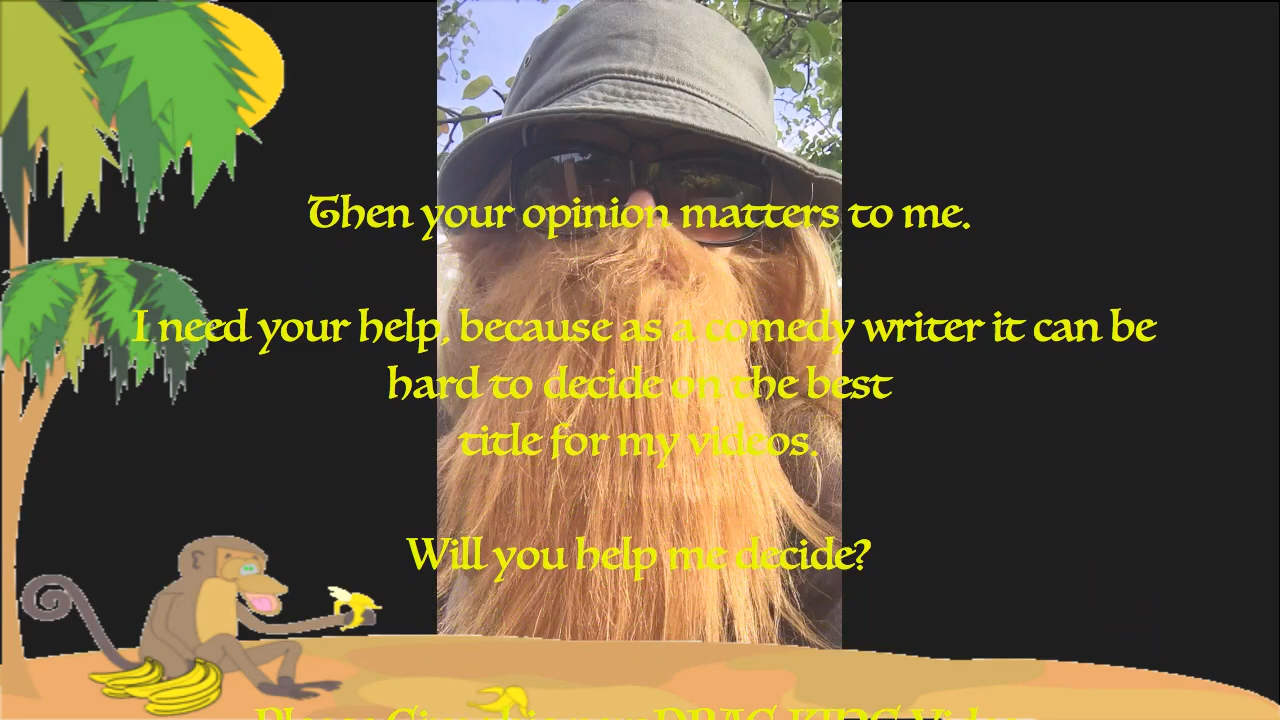 Then your opinion matters to me.
I need your help, because as a comedy writer it can be
hard to decide on the best
title for my videos.
Will you help me decide?